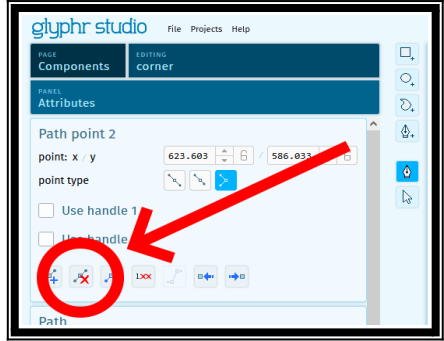 glyphr studio File Projects Help
PAGE
Components
EDITING
corner
PANEL
Attributes
Path point 2
point: x / y 623.603 / 586.033
point type
Use handle 1
Use handle
1xx
Path